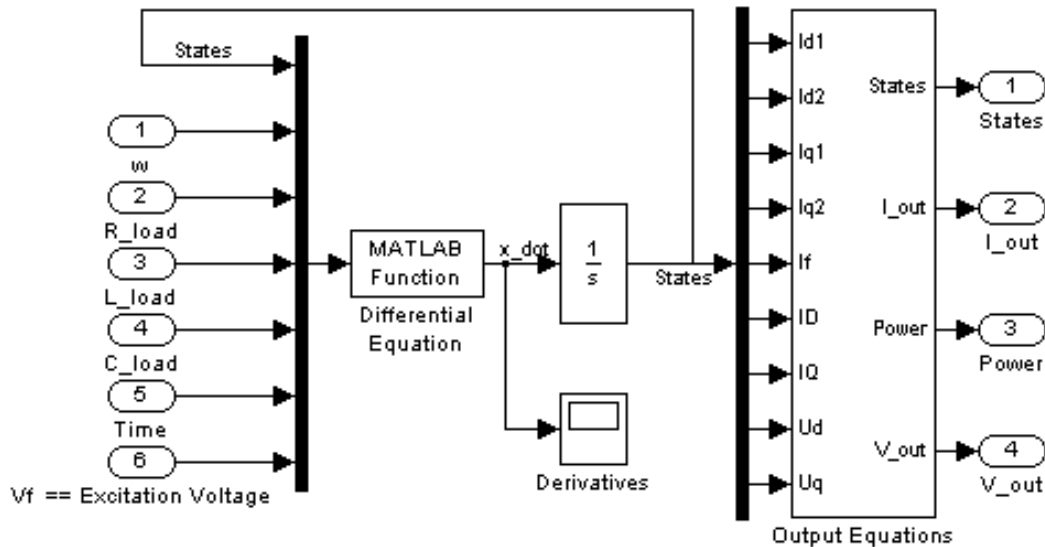 States
1
w
2
R_load
3
L_load
4
C_load
5
Time
6
Vf == Excitation Voltage
MATLAB
Function
Differential
Equation
x_dot
1
s
States
Derivatives
Id1
Id2
Iq1
Iq2
If
ID
IQ
Ud
Uq
States
I_out
Power
V_out
Output Equations
1
States
2
I_out
3
Power
4
V_out